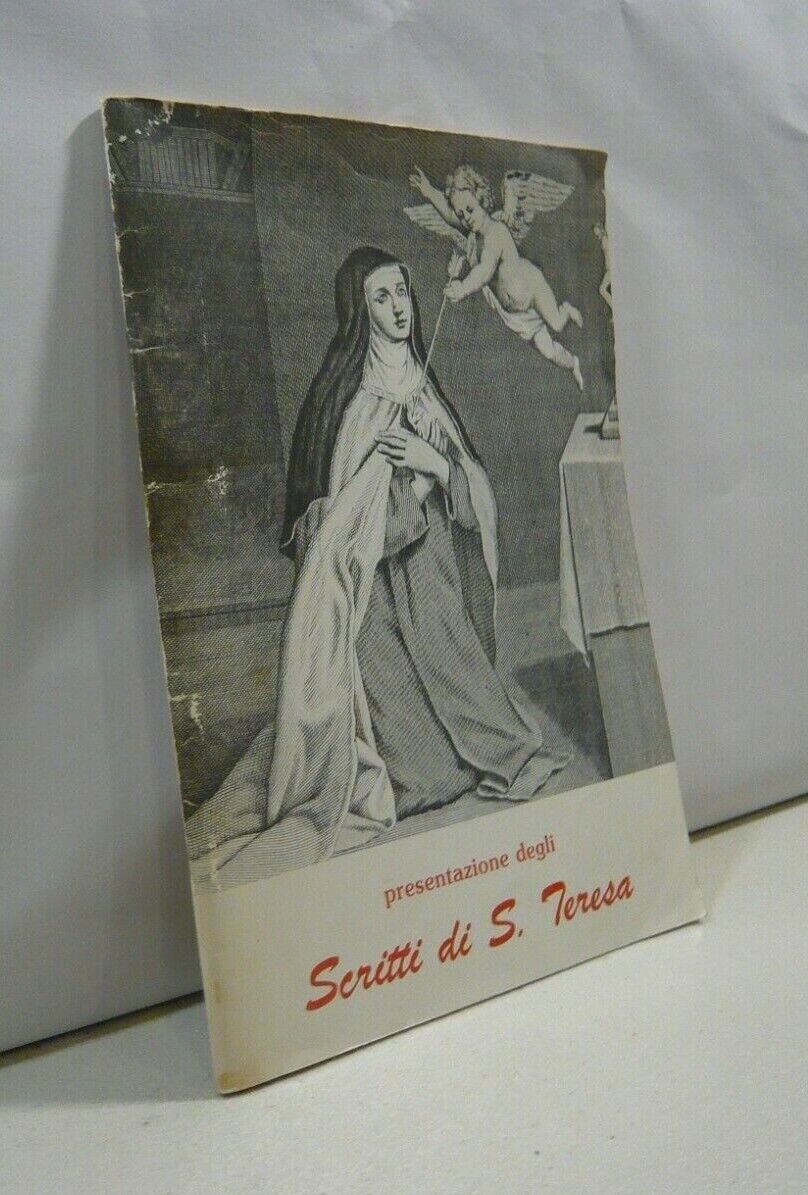 presentazione degli
Scritti di S. Teresa